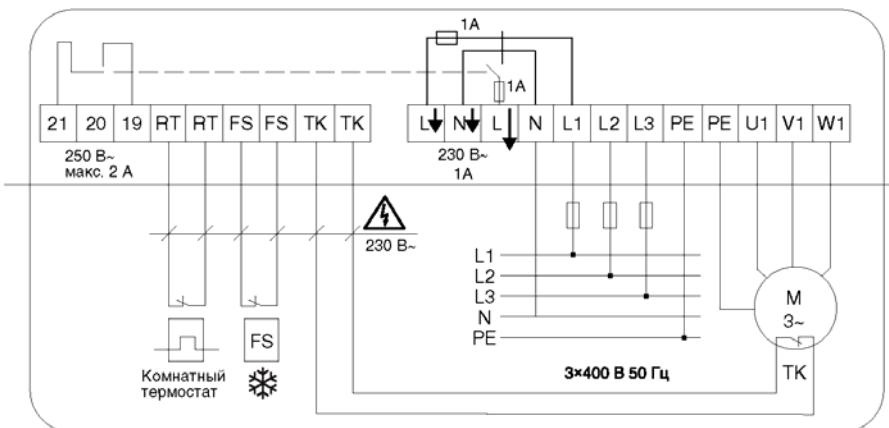 1A
1A
21 20 19 RT RT FS FS TK TK
L N L N L1 L2 L3 PE PE U1 V1 W1
250 В~
макс. 2 А
230 В~
1А
230 В~
L1
L2
L3
N
PE
M
3~
FS
Комнатный
термостат
3×400 В 50 Гц
TK